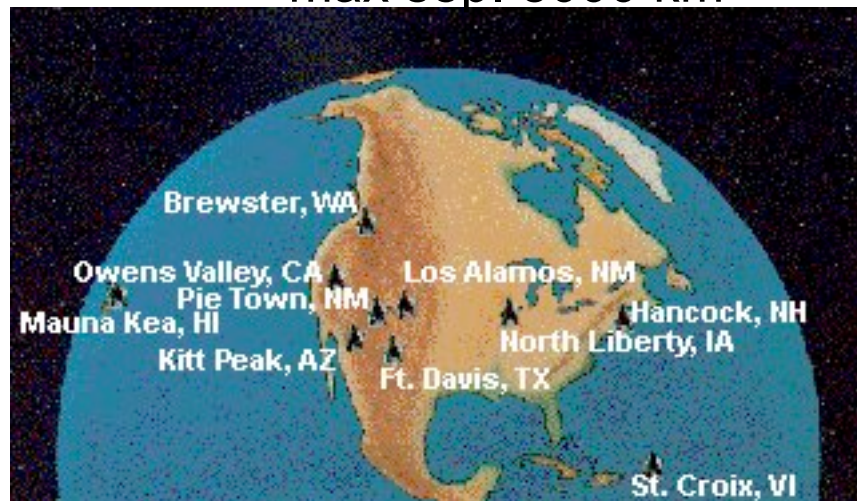 Brewster, WA
Owens Valley, CA
Los Alamos, NM
Pie Town, NM
Mauna Kea, HI
Hancock, NH
North Liberty, IA
Kitt Peak, AZ
Ft. Davis, TX
St. Croix, VI